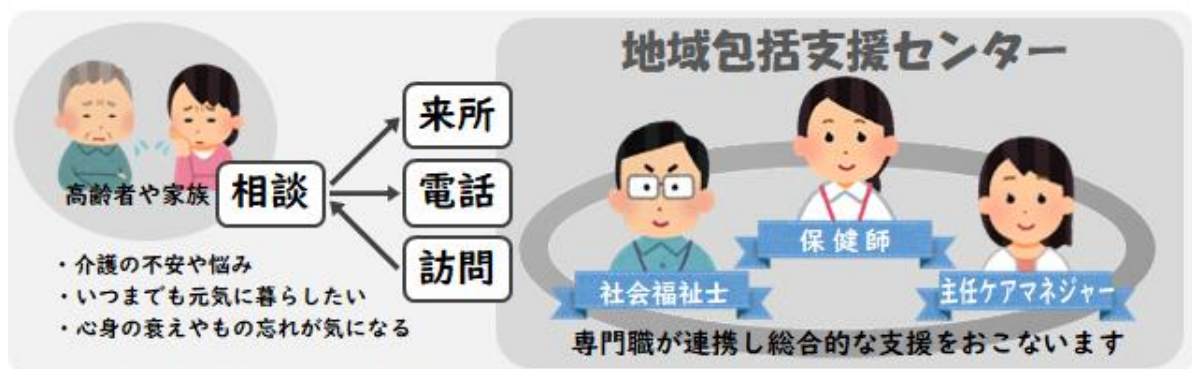 地域包括支援センター
高齢者や家族
相談
来所
電話
訪問
・介護の不安や悩み
・いつまでも元気に暮らしたい
・心身の衰えやもの忘れが気になる
保健師
社会福祉士
主任ケアマネジャー
専門職が連携し総合的な支援をおこないます